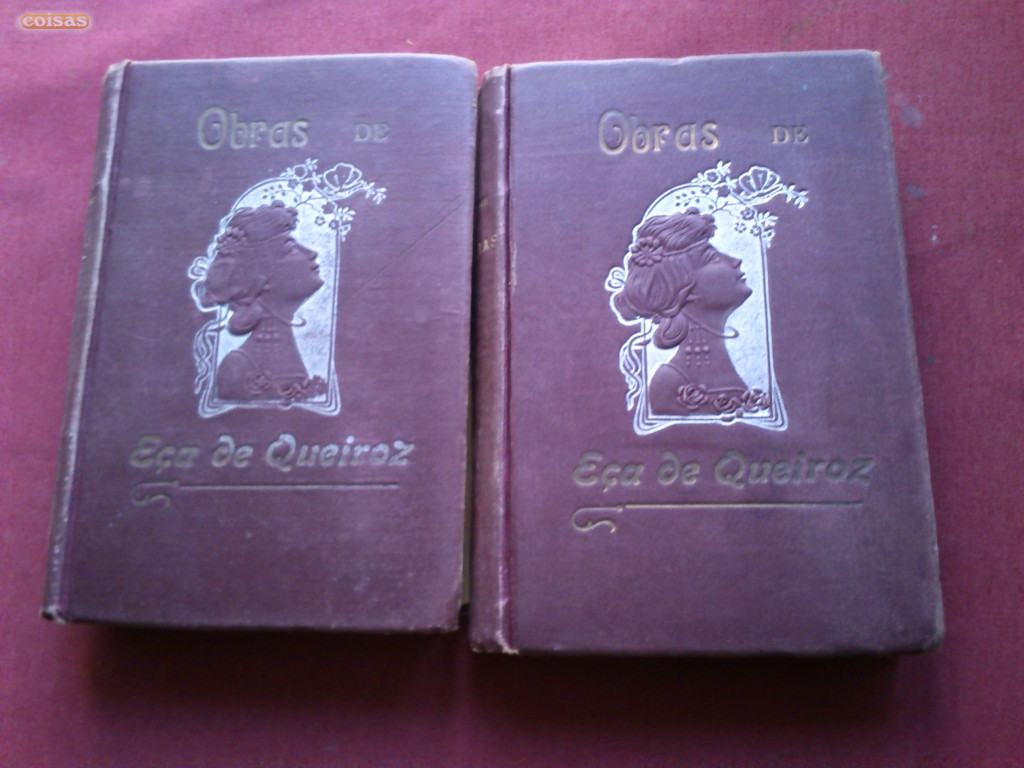 coisas
Obras DE
Eça de Queiroz
Obras DE
Eça de Queiroz